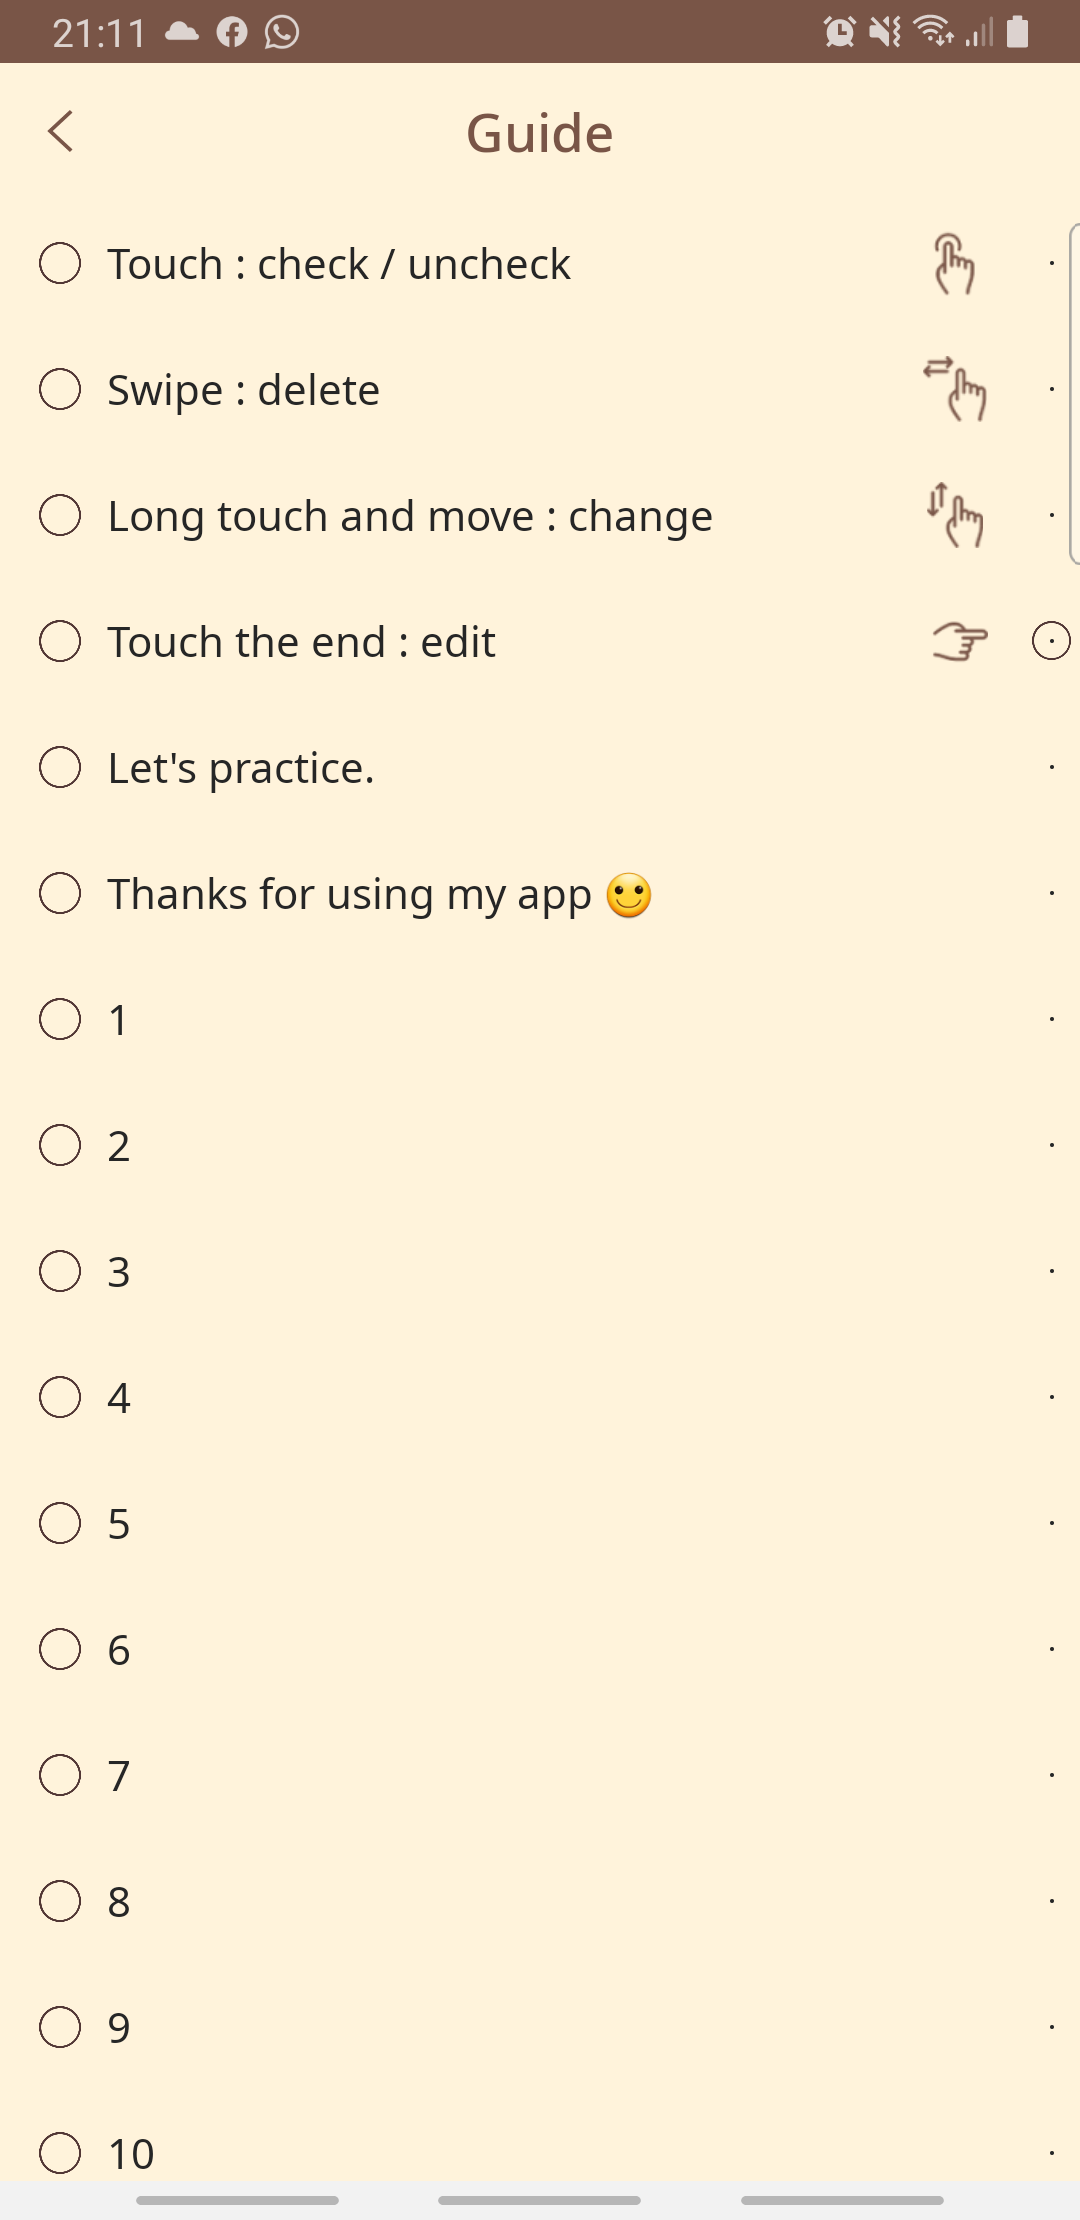 21:11
Guide
Touch : check / uncheck
Swipe : delete
Long touch and move : change
Touch the end : edit
Let's practice.
Thanks for using my app 🙂
1
2
3
4
5
6
7
8
9
10